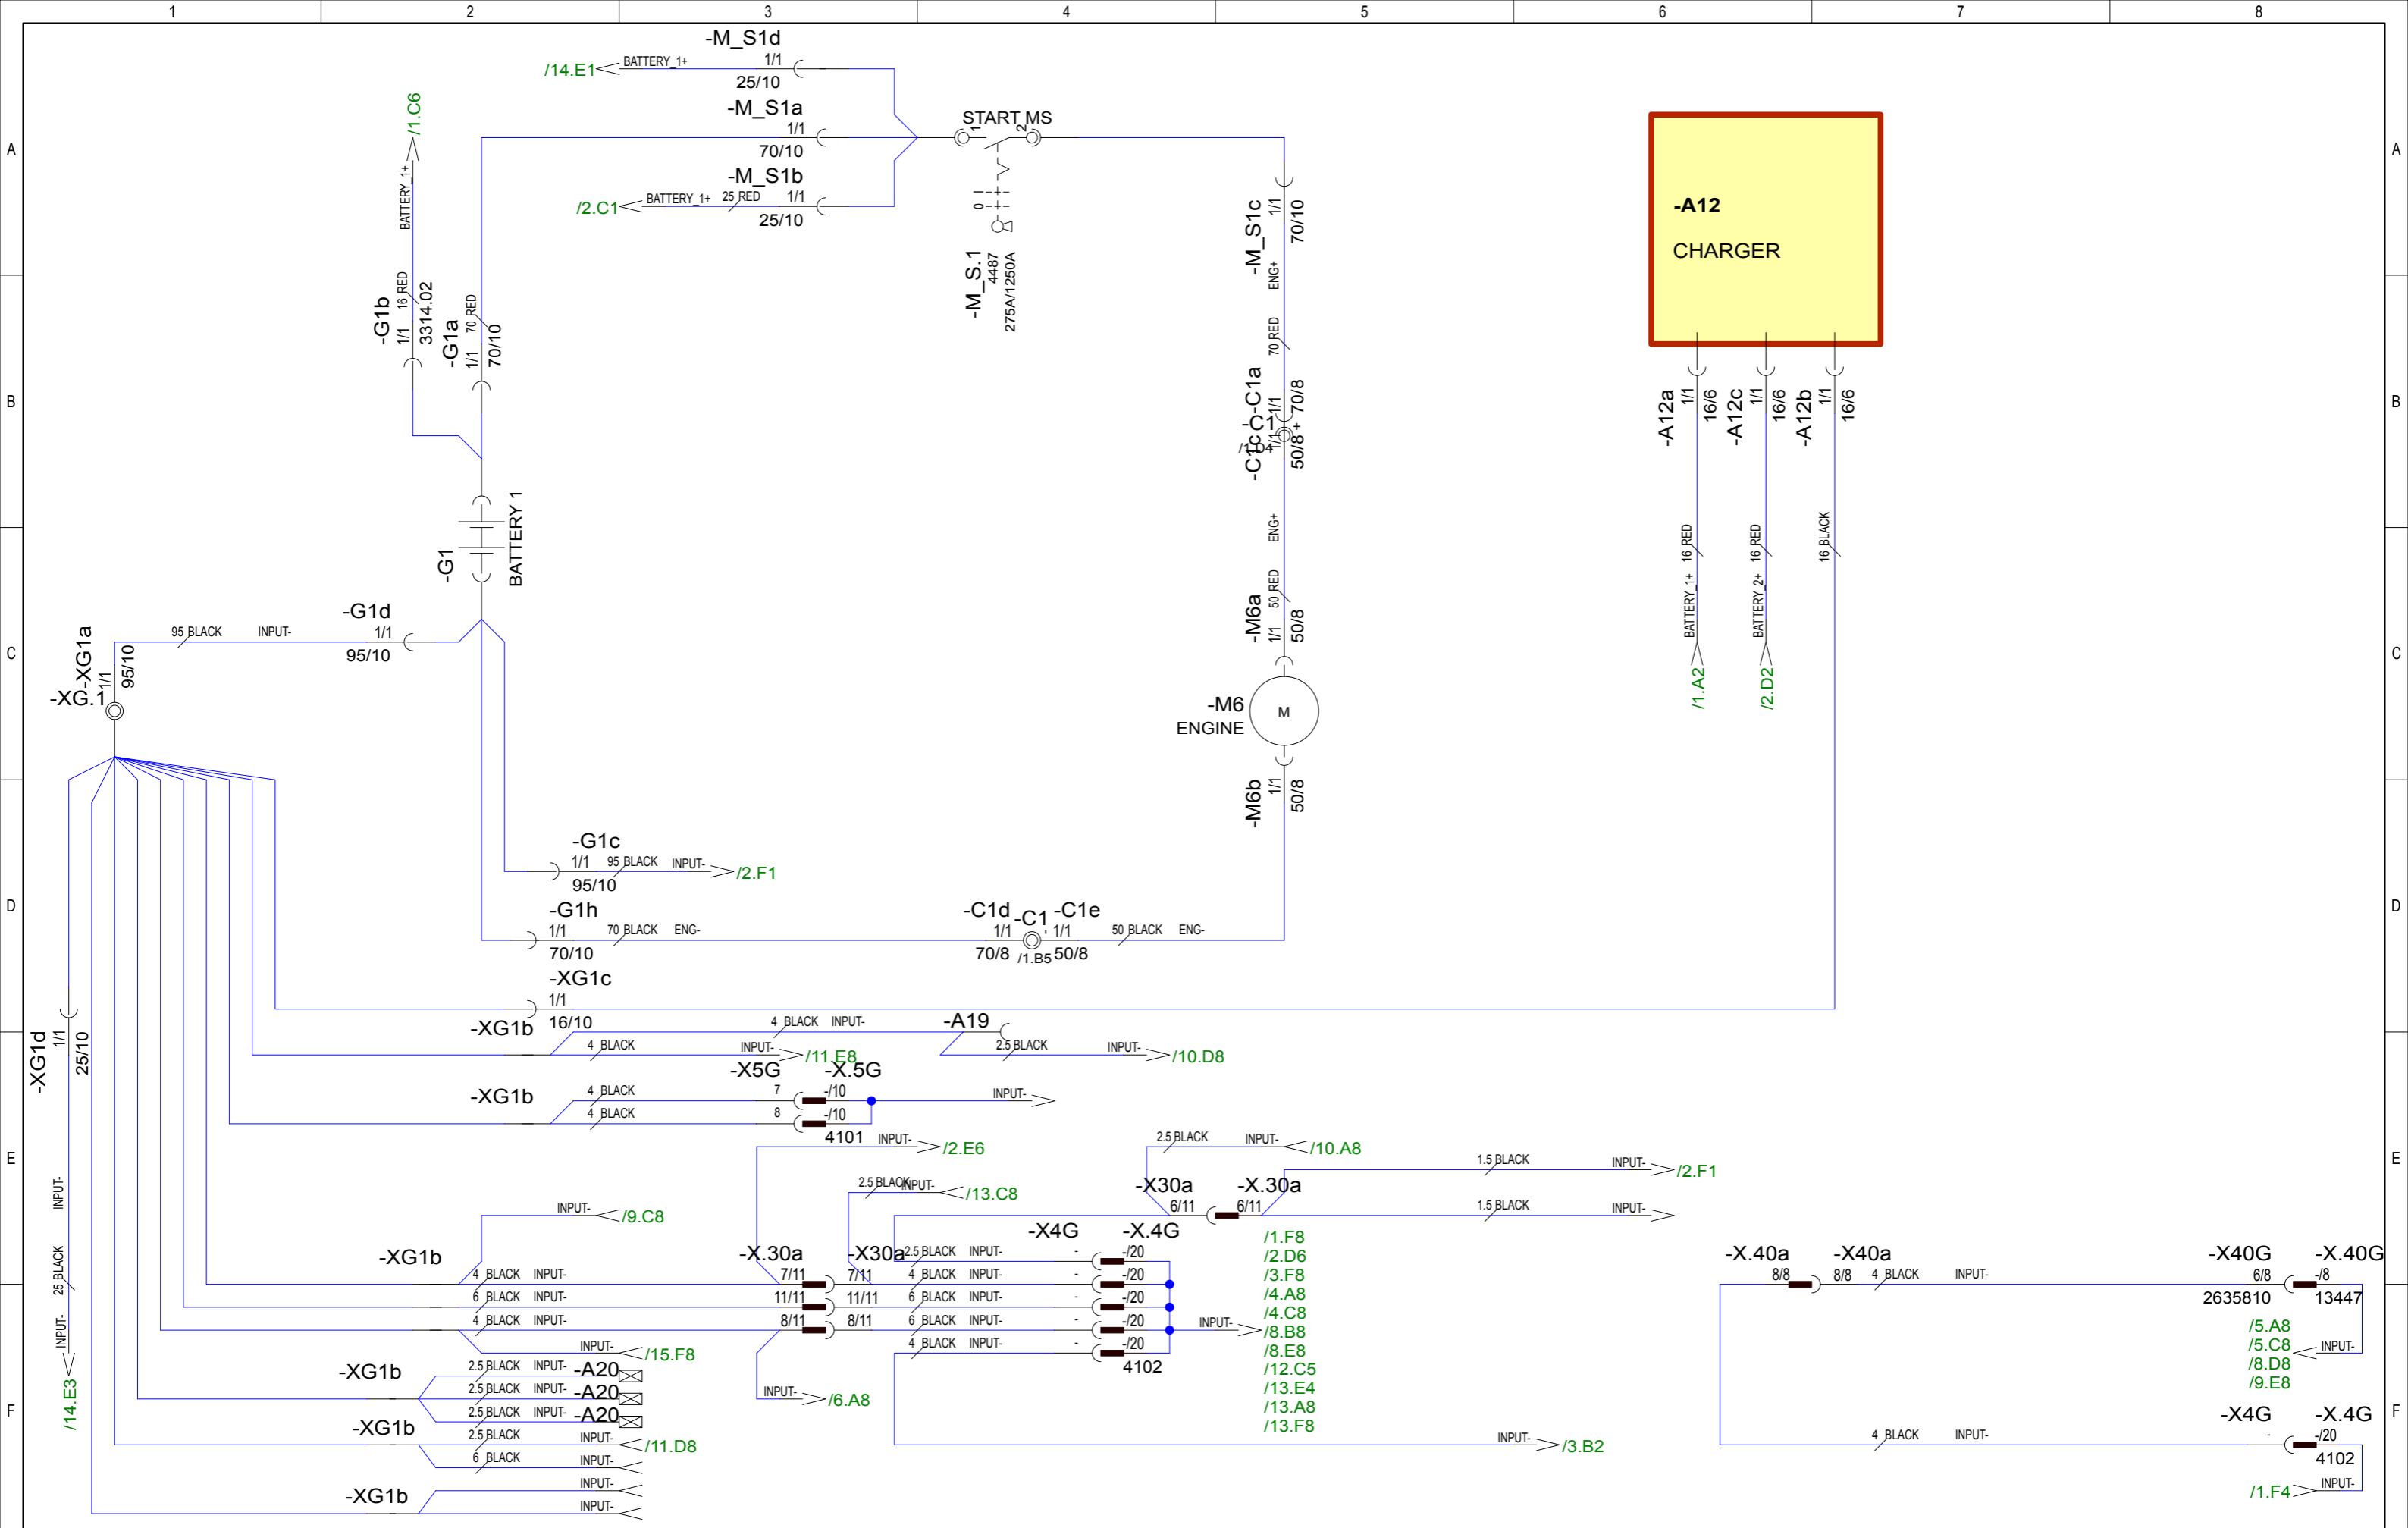 1 2 3 4 5 6 7 8
A
B
C
D
E
F
A
B
C
D
E
F
-M_S1d
/14.E1 BATTERY_1+ 1/1
25/10
-M_S1a
1/1
70/10
-M_S1b
/2.C1 BATTERY_1+ 25 RED 1/1
25/10
START MS
1 2
I
0
-M_S.1
4487
275A/1250A
/1.C6
BATTERY_1+
16 RED
-G1b
1/1
3314.02
70 RED
-G1a
1/1
70/10
-G1
BATTERY 1
-M_S1c
1/1
70/10
ENG+
70 RED
-C1a
1/1
70/8
-C1
+
-C1c
1/1
50/8
ENG+
50 RED
-M6a
1/1
50/8
-M6
ENGINE
M
-M6b
1/1
50/8
-A12
CHARGER
-A12a
1/1
16/6
-A12c
1/1
16/6
-A12b
1/1
16/6
16 RED
BATTERY_1+
/1.A2
16 RED
BATTERY_2+
/2.D2
16 BLACK
-G1d
95 BLACK INPUT- 1/1
95/10
-XG1a
1/1
95/10
-XG.1
-G1c
1/1 95 BLACK INPUT- /2.F1
95/10
-G1h
1/1 70 BLACK ENG-
70/10
-C1d -C1 -C1e
1/1 - 1/1 50 BLACK ENG-
70/8 /1.B5 50/8
-XG1c
1/1
16/10
-XG1d
1/1
25/10
INPUT-
25 BLACK
INPUT-
/14.E3
-XG1b
4 BLACK INPUT- -A19
4 BLACK INPUT- /11.E8
2.5 BLACK INPUT- /10.D8
-X5G -X.5G
-XG1b
4 BLACK 7 -/10 INPUT-
4 BLACK 8 -/10
4101
INPUT- /2.E6
2.5 BLACK INPUT- /10.A8
1.5 BLACK INPUT- /2.F1
2.5 BLACK INPUT- /13.C8
-X30a -X.30a
6/11 6/11 1.5 BLACK INPUT-
INPUT- /9.C8
-X4G -X.4G
-XG1b
-X.30a -X30a
2.5 BLACK INPUT- - -/20
4 BLACK INPUT- 7/11 7/11 4 BLACK INPUT- - -/20
6 BLACK INPUT- 11/11 11/11 6 BLACK INPUT- - -/20
4 BLACK INPUT- 8/11 8/11 6 BLACK INPUT- - -/20 INPUT-
4 BLACK INPUT- - -/20
4102
/1.F8
/2.D6
/3.F8
/4.A8
/4.C8
/8.B8
/8.E8
/12.C5
/13.E4
/13.A8
/13.F8
INPUT- /15.F8
-XG1b
2.5 BLACK INPUT- -A20
2.5 BLACK INPUT- -A20
2.5 BLACK INPUT- -A20
INPUT- /6.A8
-XG1b
2.5 BLACK INPUT- /11.D8
6 BLACK INPUT-
INPUT- /3.B2
-XG1b
INPUT-
INPUT-
-X.40a -X40a -X40G -X.40G
8/8 8/8 4 BLACK INPUT- 6/8 -/8
2635810 13447
/5.A8
/5.C8
/8.D8
/9.E8
INPUT-
-X4G -X.4G
4 BLACK INPUT- - -/20
4102
/1.F4 INPUT-